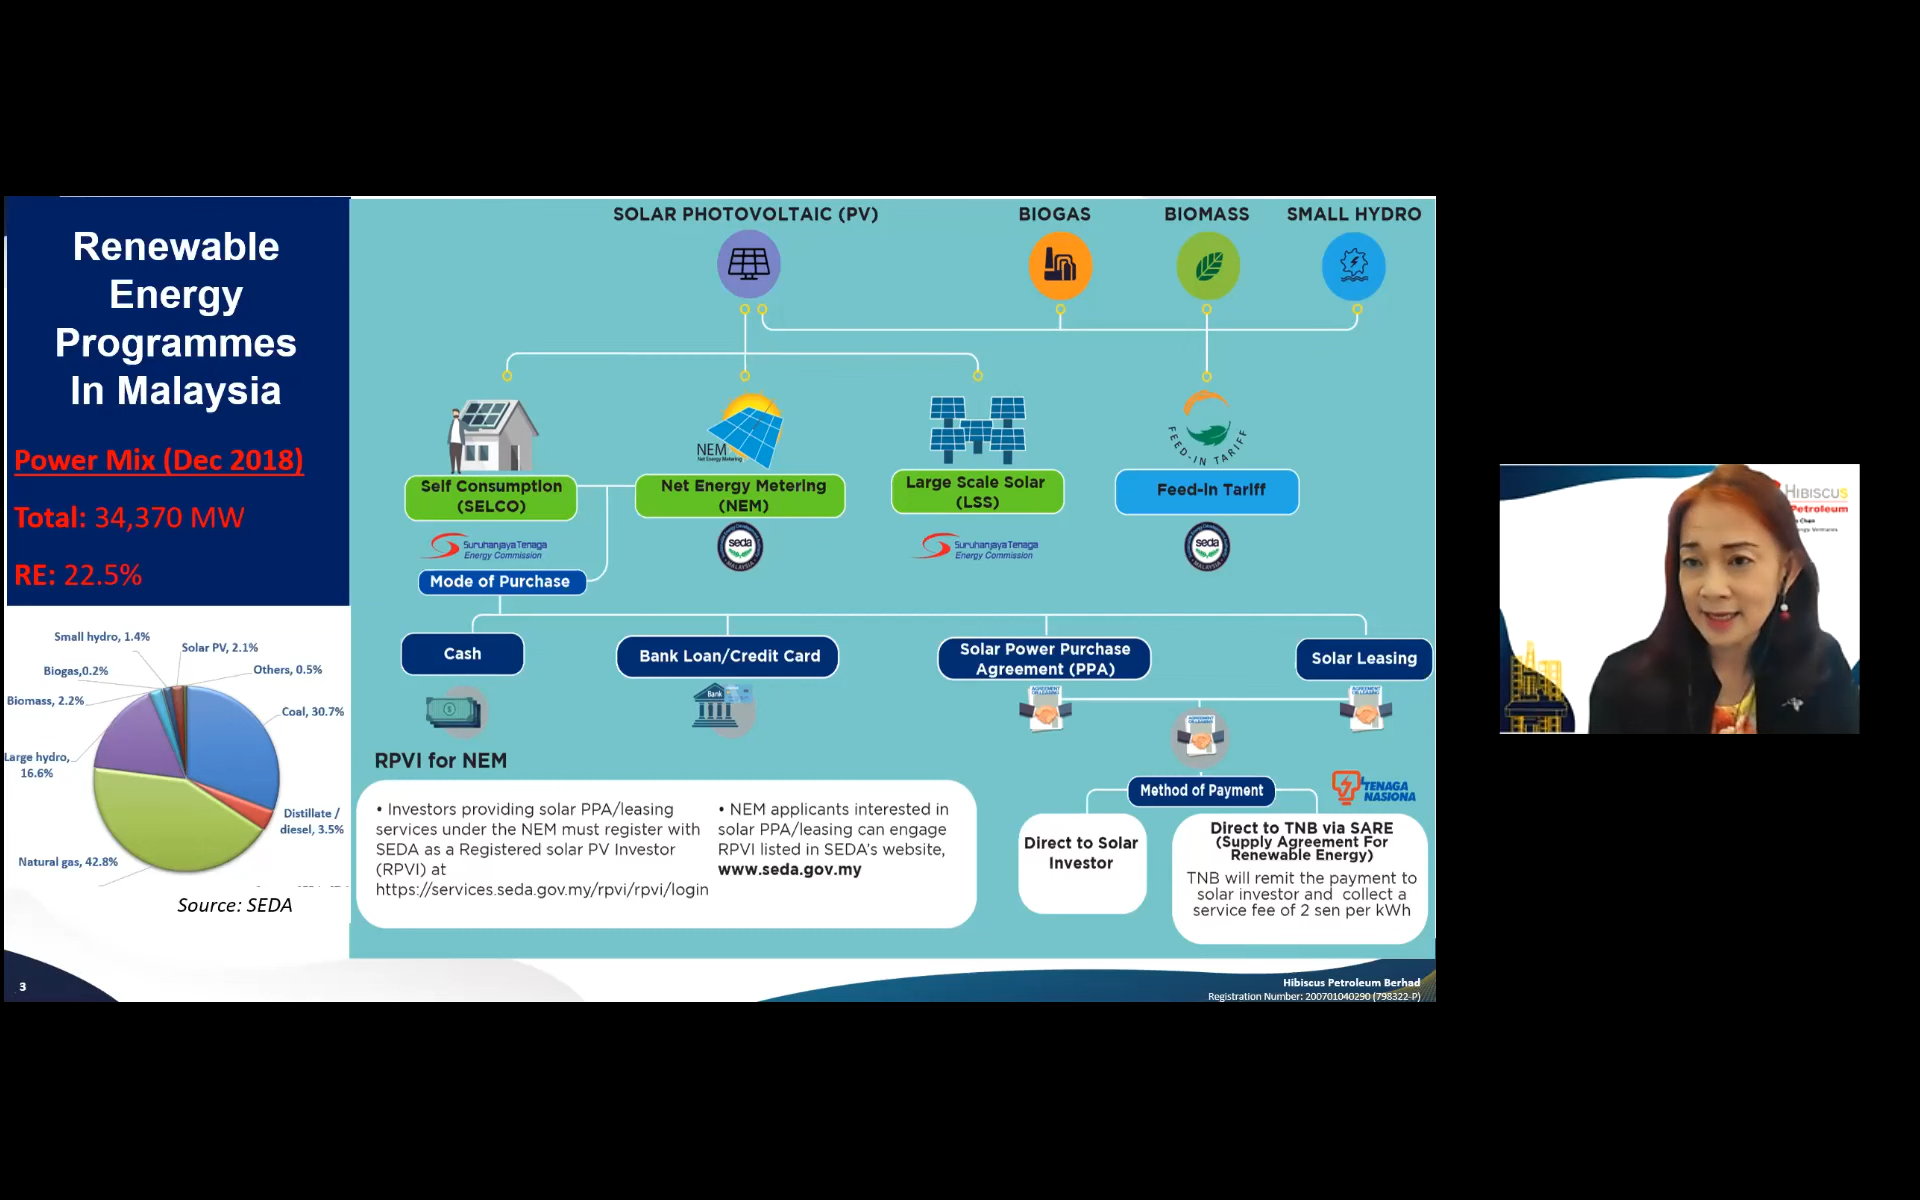 Renewable
Energy
Programmes
In Malaysia
Power Mix (Dec 2018)
Total: 34,370 MW
RE: 22.5%
Small hydro, 1.4%
Solar PV, 2.1%
Biogas,0.2%
Others, 0.5%
Biomass, 2.2%
Coal, 30.7%
Large hydro,
16.6%
Distillate /
diesel, 3.5%
Natural gas, 42.8%
Source: SEDA
SOLAR PHOTOVOLTAIC (PV)
BIOGAS
BIOMASS
SMALL HYDRO
NEM
Net Energy Metering
FEED-IN TARIFF
Self Consumption
(SELCO)
Net Energy Metering
(NEM)
Large Scale Solar
(LSS)
Feed-in Tariff
Suruhanjaya Tenaga
Energy Commission
seda
MALAYSIA
Suruhanjaya Tenaga
Energy Commission
seda
MALAYSIA
Mode of Purchase
Cash
Bank Loan/Credit Card
Solar Power Purchase
Agreement (PPA)
Solar Leasing
Bank
AGREEMENT
AGREEMENT
AGREEMENT
RPVI for NEM
• Investors providing solar PPA/leasing
services under the NEM must register with
SEDA as a Registered solar PV Investor
(RPVI) at
https://services.seda.gov.my/rpvi/rpvi/login
• NEM applicants interested in
solar PPA/leasing can engage
RPVI listed in SEDA's website,
www.seda.gov.my
Method of Payment
TENAGA
NASIONA
Direct to Solar
Investor
Direct to TNB via SARE
(Supply Agreement For
Renewable Energy)
TNB will remit the payment to
solar investor and collect a
service fee of 2 sen per kWh
3
Hibiscus Petroleum Berhad
Registration Number: 200701040290 (798322-P)
HIBISCUS
Petroleum